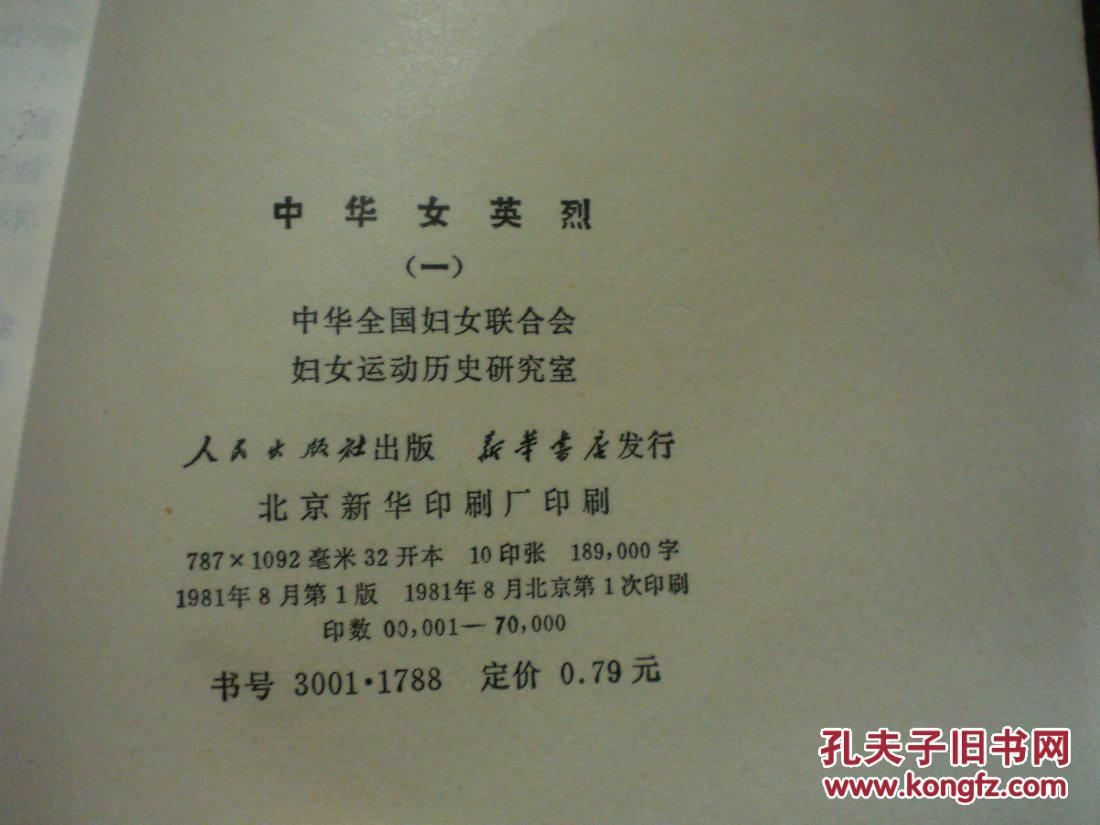 中华女英烈
（一）
中华全国妇女联合会
妇女运动历史研究室
人民出版社出版 新华书店发行
北京新华印刷厂印刷
787×1092毫米32开本 10印张 189,000字
1981年8月第1版 1981年8月北京第1次印刷
印数 00,001—70,000
书号 3001·1788 定价 0.79元
孔夫子旧书网
www.kongfz.com